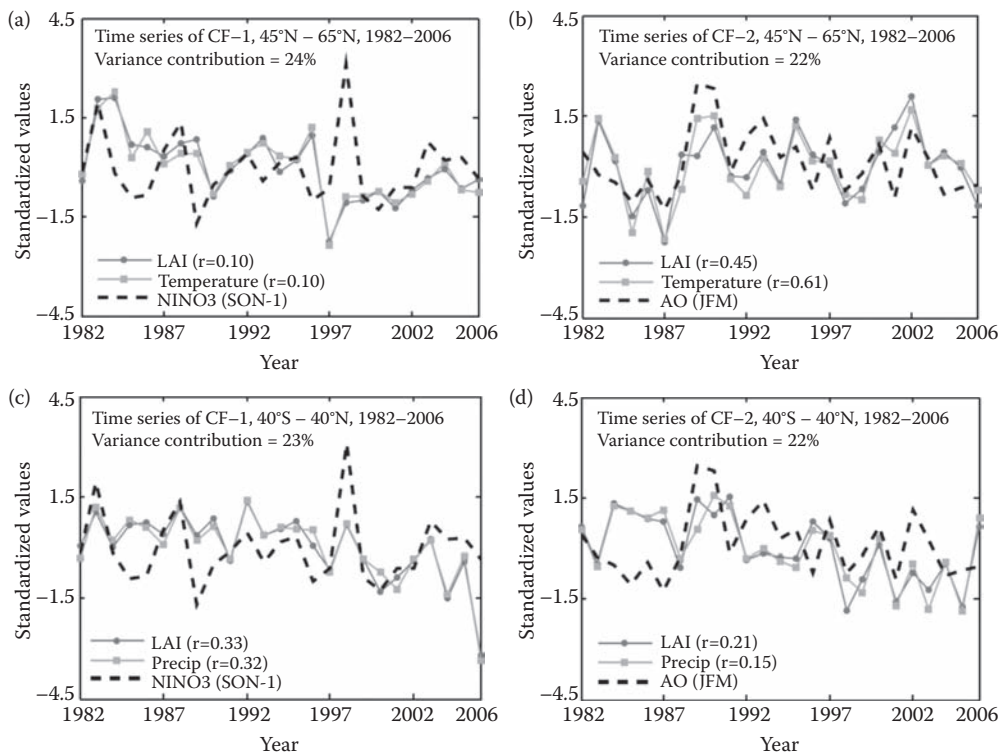 (a)
4.5
1.5
−1.5
−4.5
Standardized values
Time series of CF−1, 45°N − 65°N, 1982−2006
Variance contribution = 24%
LAI (r=0.10)
Temperature (r=0.10)
NINO3 (SON-1)
1982 1987 1992 1997 2002 2006
Year
(b)
4.5
1.5
−1.5
−4.5
Standardized values
Time series of CF−2, 45°N − 65°N, 1982−2006
Variance contribution = 22%
LAI (r=0.45)
Temperature (r=0.61)
AO (JFM)
1982 1987 1992 1997 2002 2006
Year
(c)
4.5
1.5
−1.5
−4.5
Standardized values
Time series of CF−1, 40°S − 40°N, 1982−2006
Variance contribution = 23%
LAI (r=0.33)
Precip (r=0.32)
NINO3 (SON-1)
1982 1987 1992 1997 2002 2006
Year
(d)
4.5
1.5
−1.5
−4.5
Standardized values
Time series of CF−2, 40°S − 40°N, 1982−2006
Variance contribution = 22%
LAI (r=0.21)
Precip (r=0.15)
AO (JFM)
1982 1987 1992 1997 2002 2006
Year